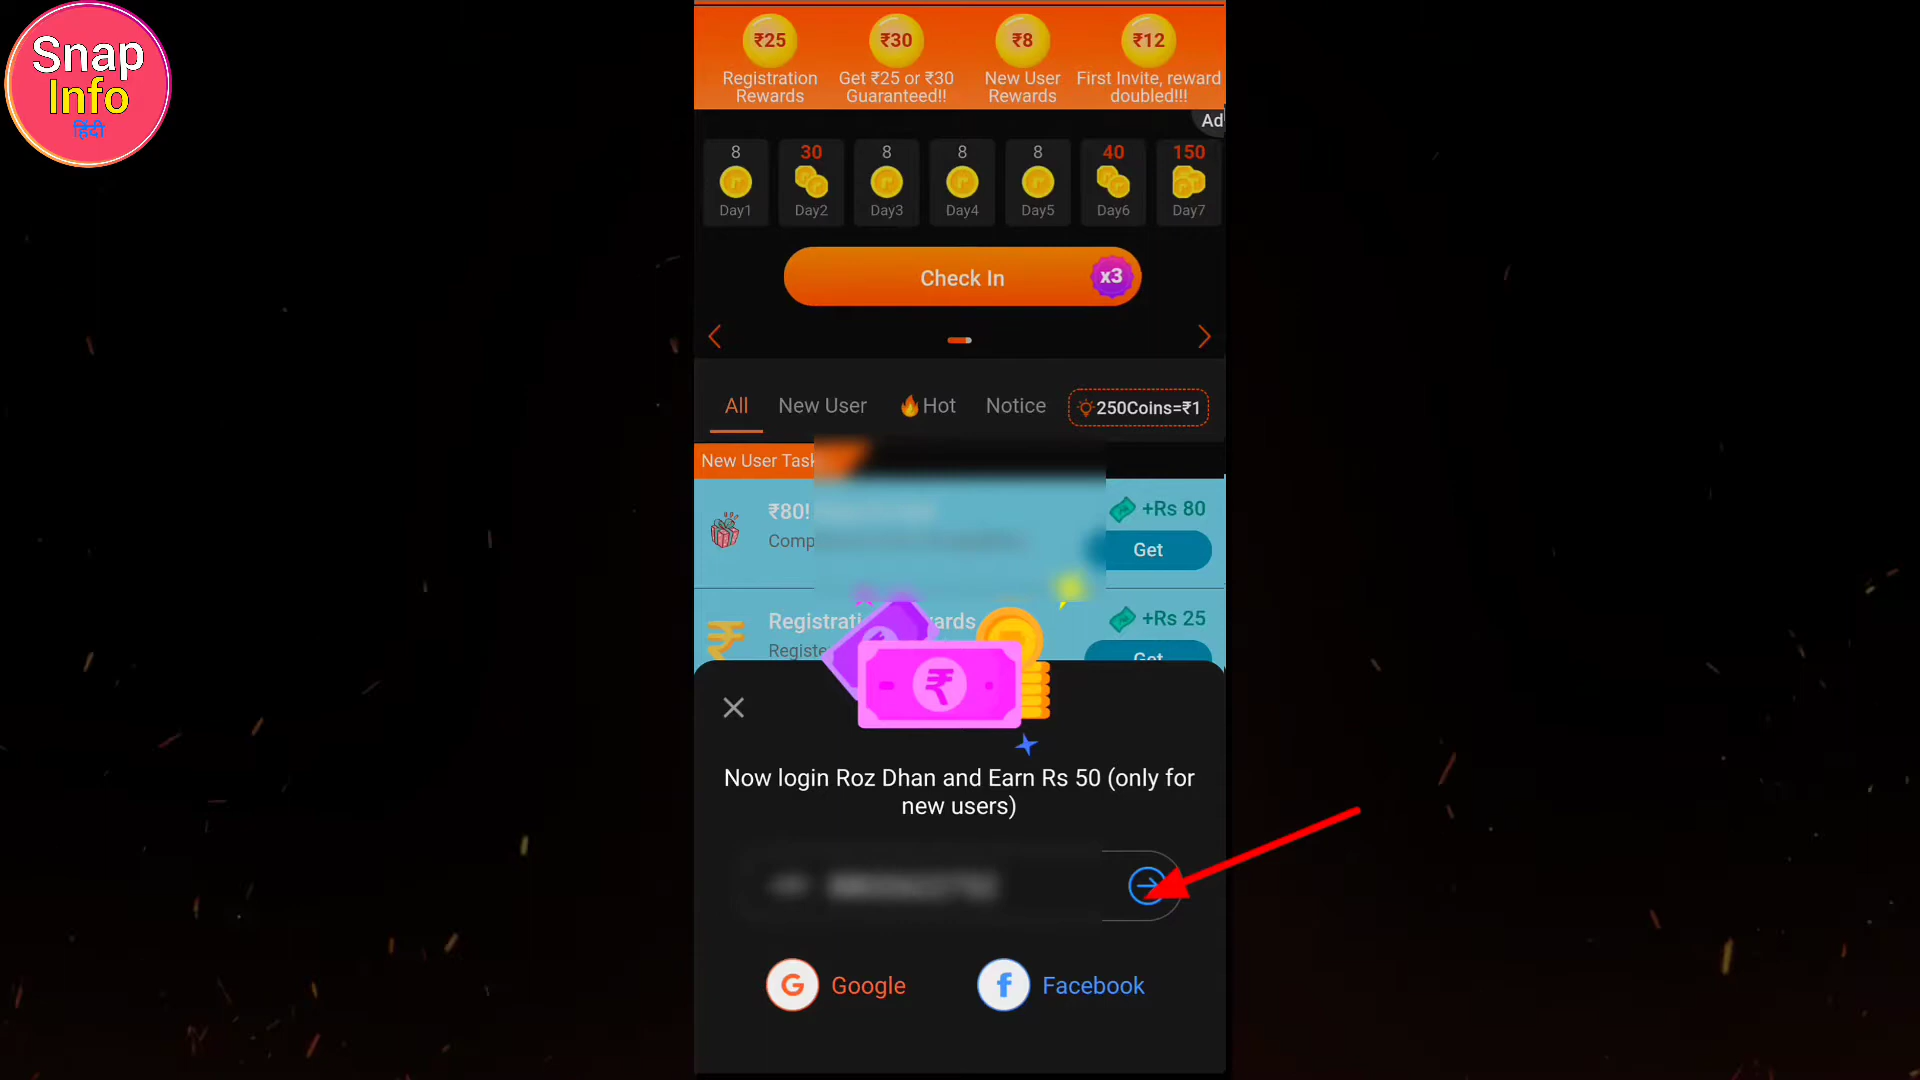 Snap
Info
हिंदी
₹25
₹30
₹8
₹12
Registration
Rewards
Get ₹25 or ₹30
Guaranteed!!
New User
Rewards
First Invite, reward
doubled!!!
Ad
8
30
8
8
8
40
150
Day1
Day2
Day3
Day4
Day5
Day6
Day7
Check In
x3
All
New User
Hot
Notice
250Coins=₹1
New User Task
₹80!
+Rs 80
Get
+Rs 25
Get
Now login Roz Dhan and Earn Rs 50 (only for
new users)
Google
Facebook